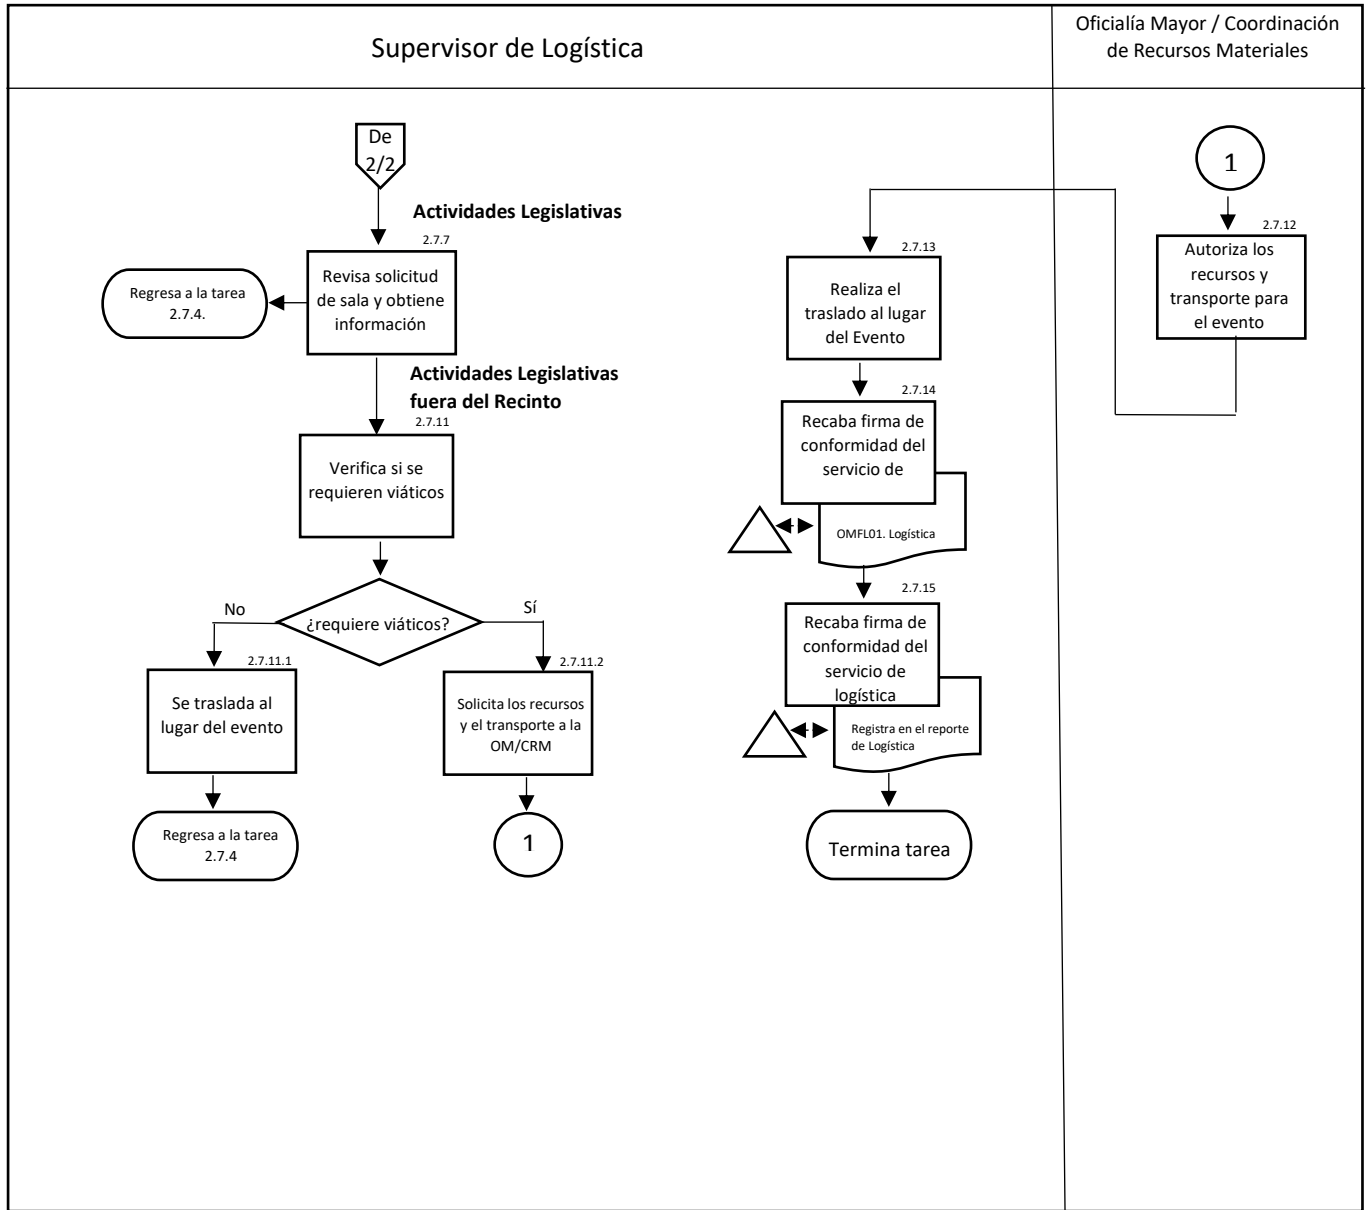 Supervisor de Logística
Oficialía Mayor / Coordinación
de Recursos Materiales
De
2/2
Actividades Legislativas
2.7.7
Revisa solicitud
de sala y obtiene
información
Regresa a la tarea
2.7.4.
Actividades Legislativas
fuera del Recinto
2.7.11
Verifica si se
requieren viáticos
¿requiere viáticos?
No
Sí
2.7.11.1
Se traslada al
lugar del evento
Regresa a la tarea
2.7.4
2.7.11.2
Solicita los recursos
y el transporte a la
OM/CRM
1
1
2.7.12
Autoriza los
recursos y
transporte para
el evento
2.7.13
Realiza el
traslado al lugar
del Evento
2.7.14
Recaba firma de
conformidad del
servicio de
OMFL01. Logística
2.7.15
Recaba firma de
conformidad del
servicio de
logística
Registra en el reporte
de Logística
Termina tarea